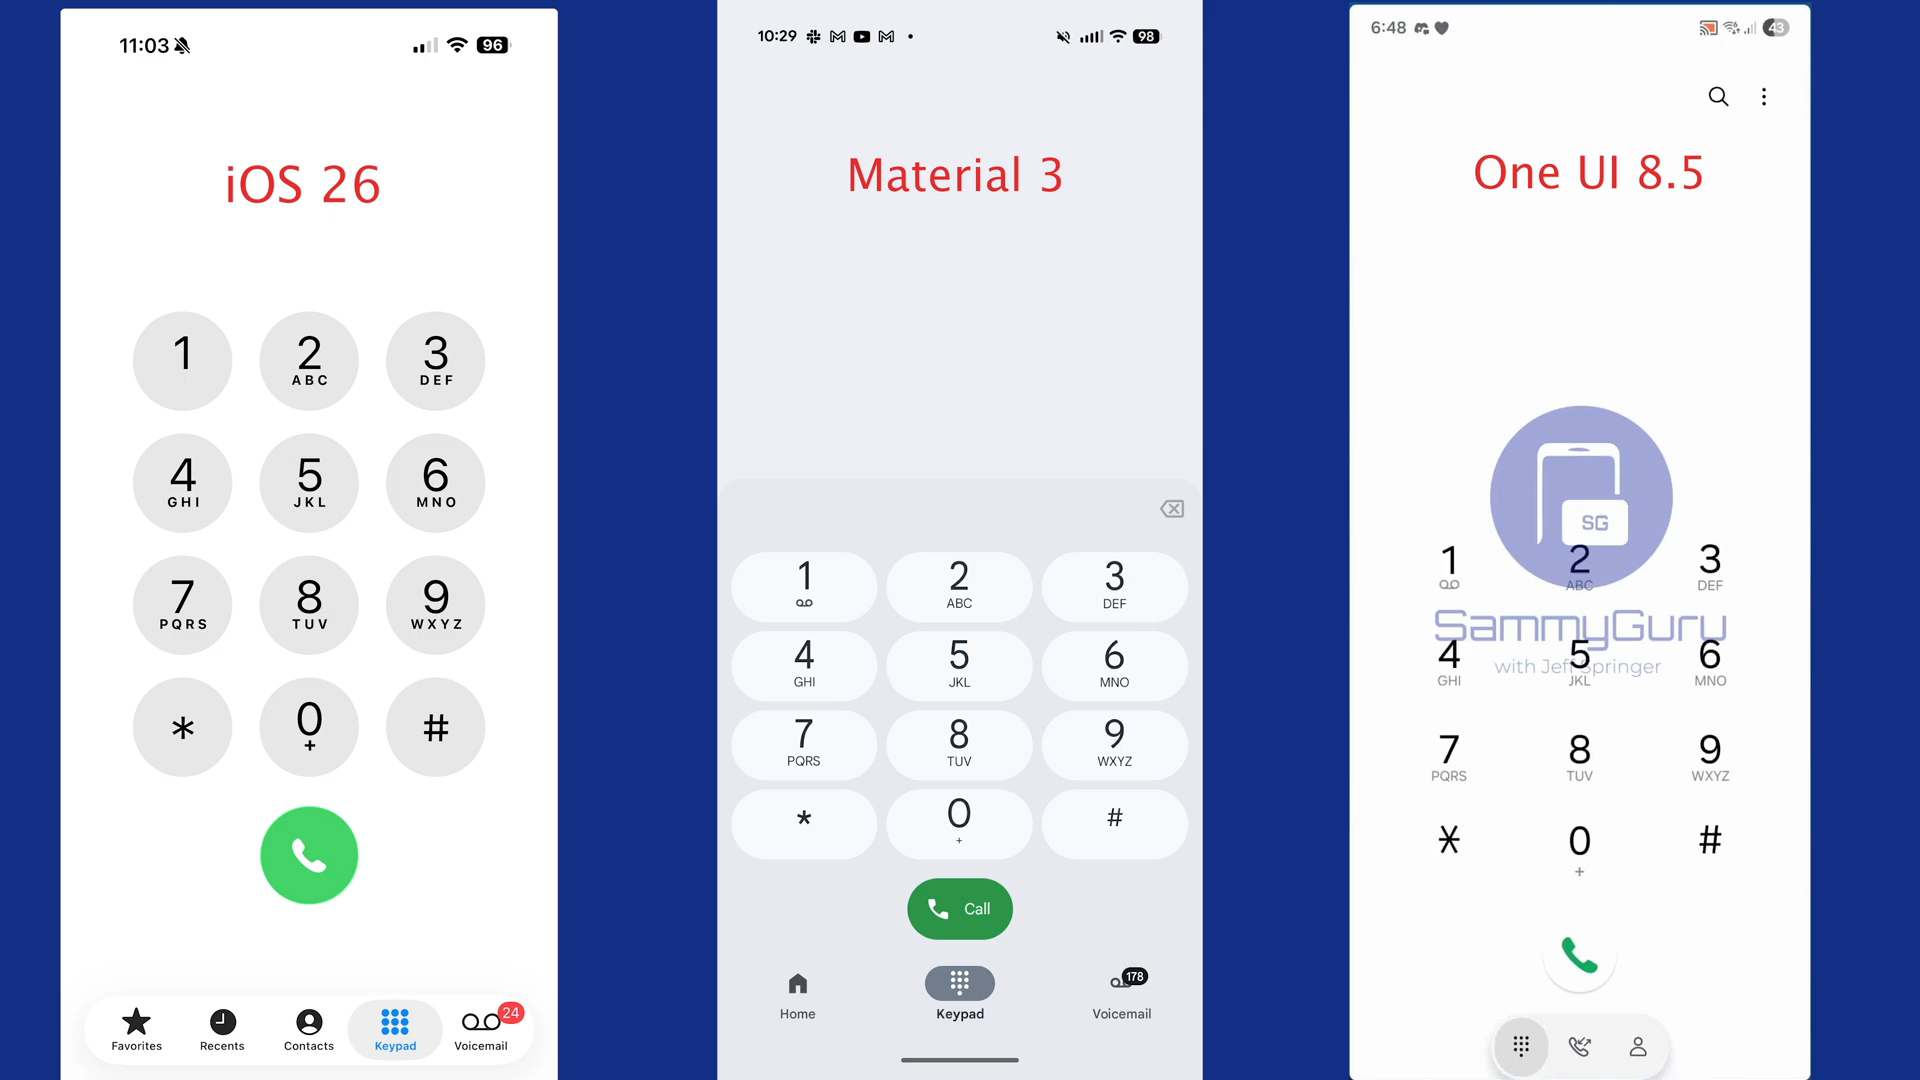 11:03
96
iOS 26
1
2
ABC
3
DEF
4
GHI
5
JKL
6
MNO
7
PQRS
8
TUV
9
WXYZ
*
0
+
#
Favorites
Recents
Contacts
Keypad
24
Voicemail
10:29
98
Material 3
1
2
ABC
3
DEF
4
GHI
5
JKL
6
MNO
7
PQRS
8
TUV
9
WXYZ
*
0
+
#
Call
Home
Keypad
178
Voicemail
6:48
43
One UI 8.5
SG
1
2
ABC
3
DEF
SammyGuru
with Jeff Springer
4
GHI
5
JKL
6
MNO
7
PQRS
8
TUV
9
WXYZ
*
0
+
#